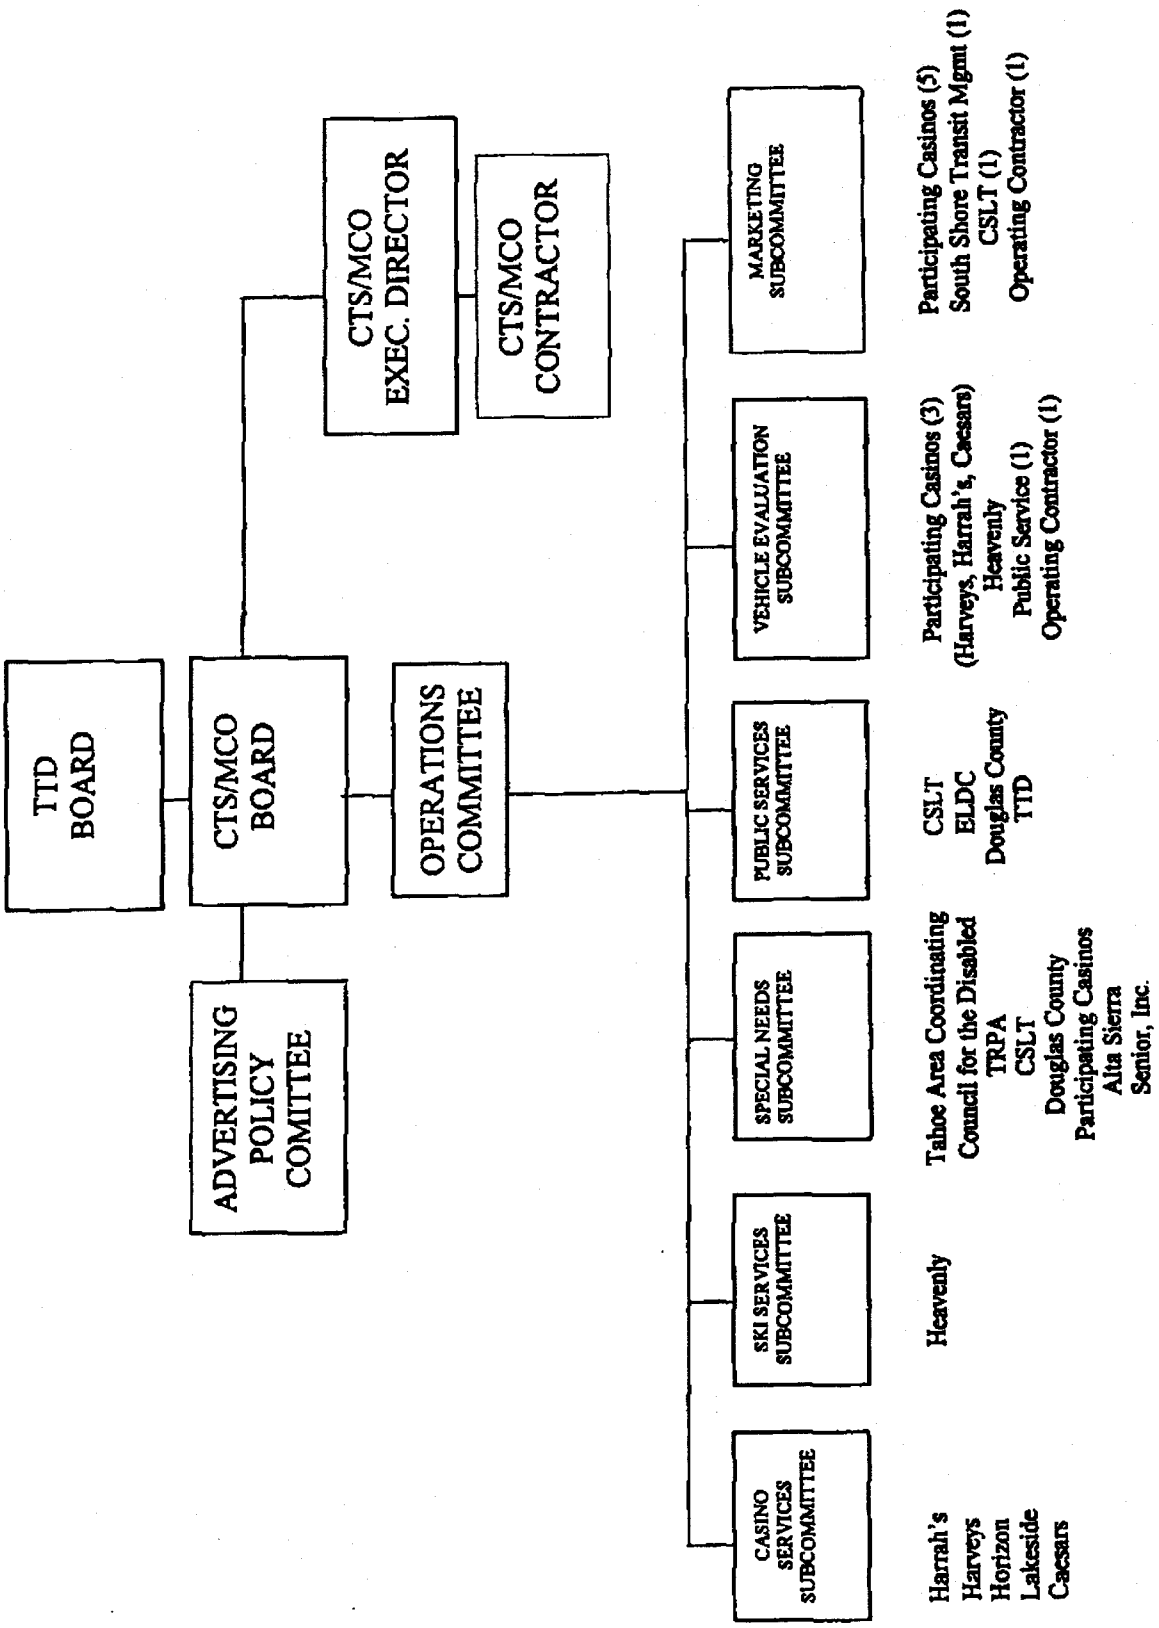 TTD
BOARD
CTS/MCO
BOARD
ADVERTISING
POLICY
COMITTEE
CTS/MCO
EXEC. DIRECTOR
CTS/MCO
CONTRACTOR
OPERATIONS
COMMITTEE
CASINO
SERVICES
SUBCOMMITTEE
Harrah's
Harveys
Horizon
Lakeside
Caesars
SKI SERVICES
SUBCOMMITTEE
Heavenly
SPECIAL NEEDS
SUBCOMMITTEE
Tahoe Area Coordinating
Council for the Disabled
TRPA
CSLT
Douglas County
Participating Casinos
Alta Sierra
Senior, Inc.
PUBLIC SERVICES
SUBCOMMITTEE
CSLT
ELDC
Douglas County
TTD
VEHICLE EVALUATION
SUBCOMMITTEE
Participating Casinos (3)
(Harveys, Harrah's, Caesars)
Heavenly
Public Service (1)
Operating Contractor (1)
MARKETING
SUBCOMMITTEE
Participating Casinos (5)
South Shore Transit Mgmt (1)
CSLT (1)
Operating Contractor (1)